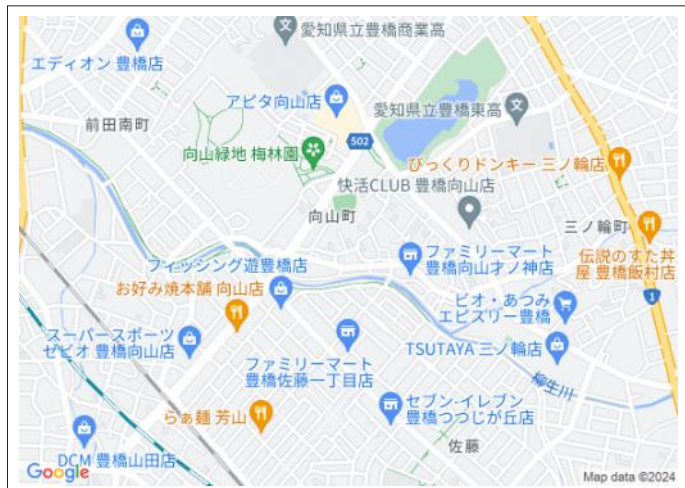 愛知県立豊橋商業高
エディオン 豊橋店
アピタ向山店
愛知県立豊橋東高
前田南町
502
向山緑地 梅林園
びっくりドンキー 三ノ輪店
快活CLUB 豊橋向山店
向山町
三ノ輪町
ファミリーマート
豊橋向山才ノ神店
伝説のすた丼
屋 豊橋飯村店
フィッシング遊豊橋店
お好み焼本舗 向山店
ビオ・あつみ
エピスリー豊橋
1
スーパースポーツ
ゼビオ 豊橋向山店
TSUTAYA 三ノ輪店
ファミリーマート
豊橋佐藤一丁目店
柳生川
セブン-イレブン
豊橋つつじが丘店
らぁ麺 芳山
佐藤
DCM 豊橋山田店
Google
Map data ©2024